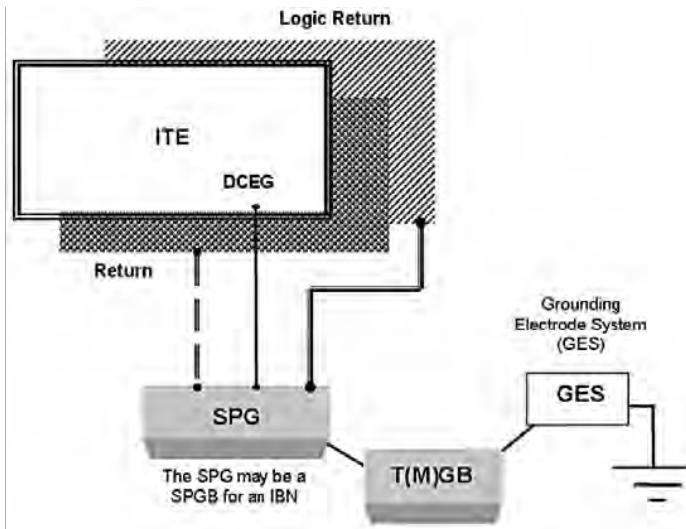 Logic Return
ITE
DCEG
Return
Grounding
Electrode System
(GES)
GES
SPG
The SPG may be a
SPGB for an IBN
T(M)GB